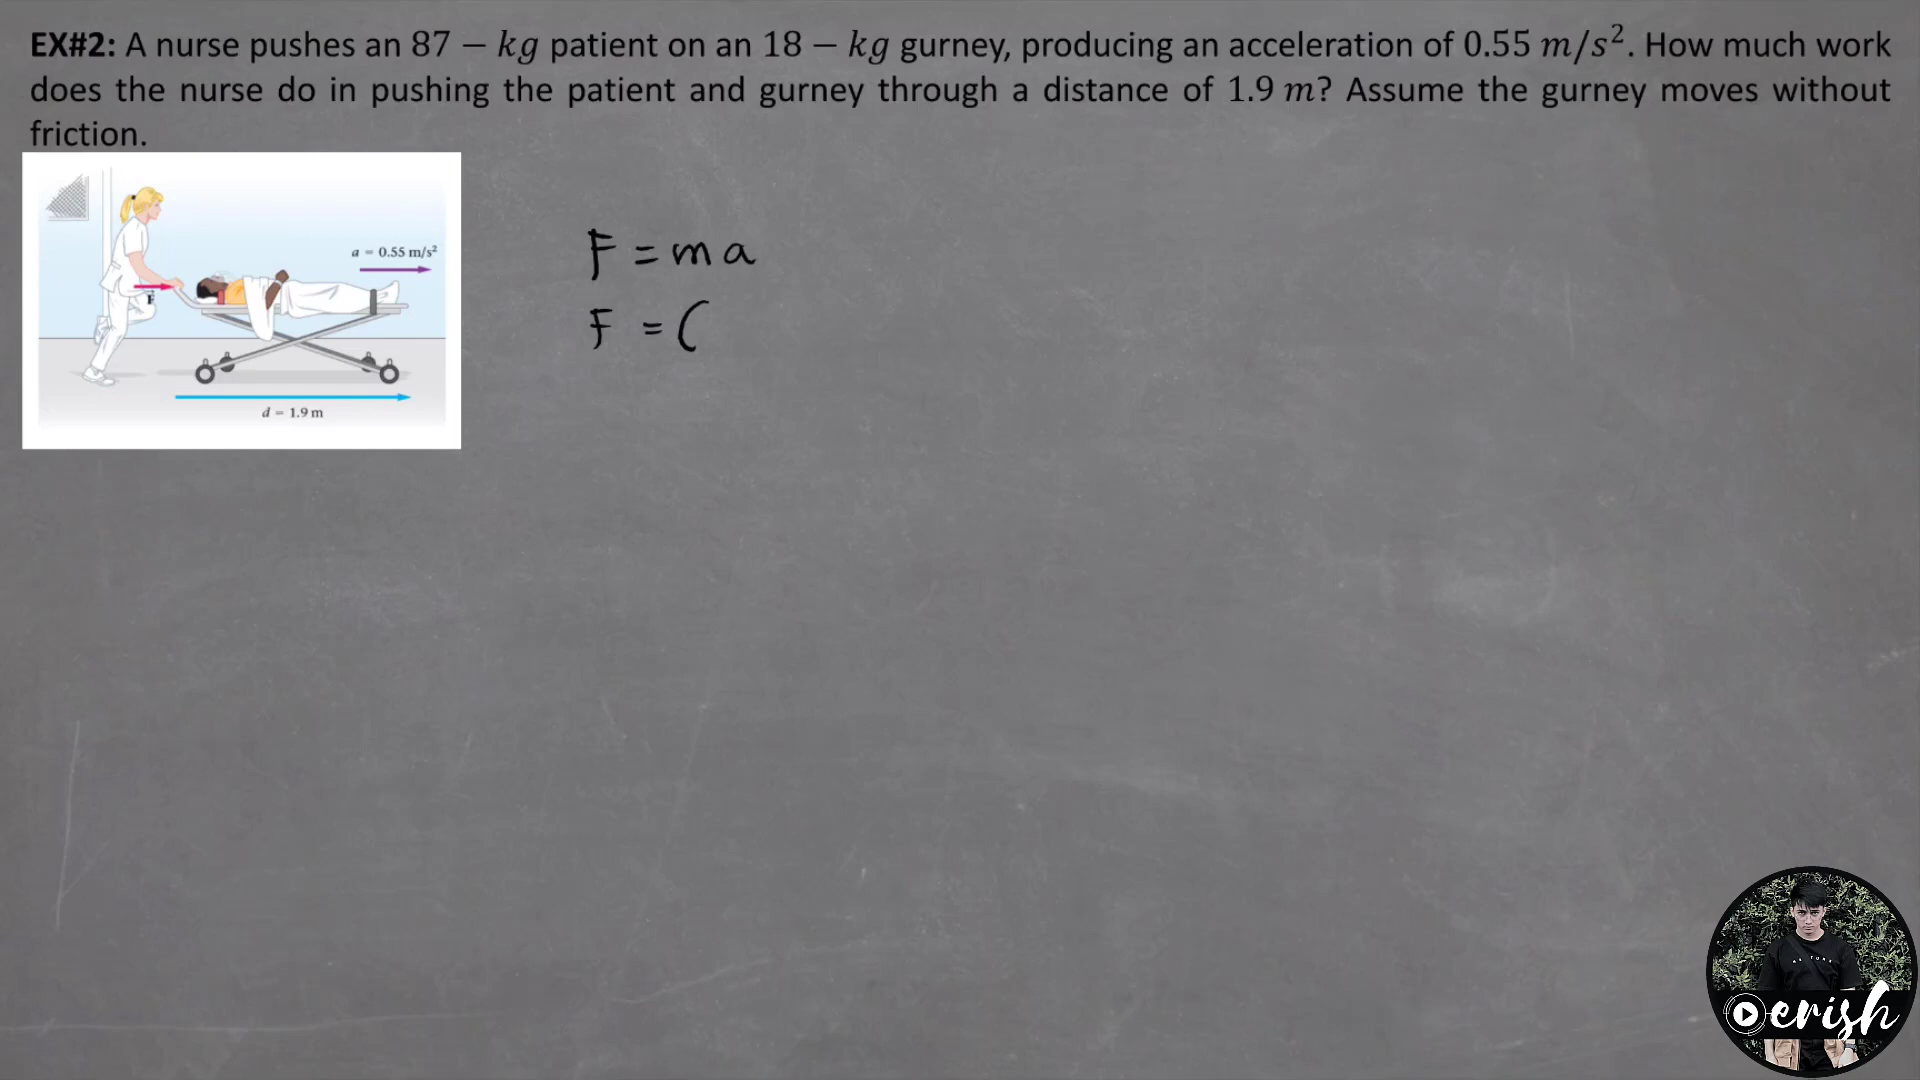 EX#2: A nurse pushes an 87 − kg patient on an 18 − kg gurney, producing an acceleration of 0.55 m/s². How much work
does the nurse do in pushing the patient and gurney through a distance of 1.9 m? Assume the gurney moves without
friction.
a = 0.55 m/s²
F
d = 1.9 m
F = ma
F = (
erish